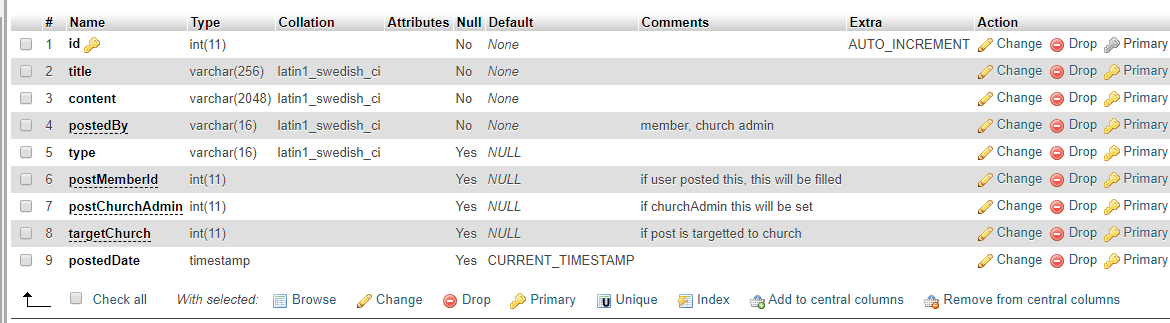 # Name Type Collation Attributes Null Default Comments Extra Action
1 id int(11) No None AUTO_INCREMENT Change Drop Primary
2 title varchar(256) latin1_swedish_ci No None Change Drop Primary
3 content varchar(2048) latin1_swedish_ci No None Change Drop Primary
4 postedBy varchar(16) latin1_swedish_ci No None member, church admin Change Drop Primary
5 type varchar(16) latin1_swedish_ci Yes NULL Change Drop Primary
6 postMemberId int(11) Yes NULL if user posted this, this will be filled Change Drop Primary
7 postChurchAdmin int(11) Yes NULL if churchAdmin this will be set Change Drop Primary
8 targetChurch int(11) Yes NULL if post is targetted to church Change Drop Primary
9 postedDate timestamp Yes CURRENT_TIMESTAMP Change Drop Primary
Check all With selected: Browse Change Drop Primary Unique Index Add to central columns Remove from central columns